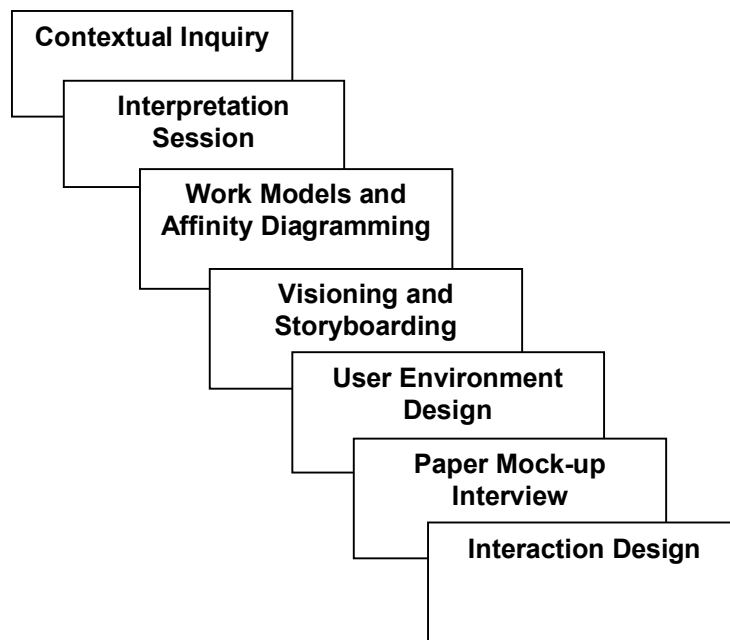 Contextual Inquiry
Interpretation
Session
Work Models and
Affinity Diagramming
Visioning and
Storyboarding
User Environment
Design
Paper Mock-up
Interview
Interaction Design